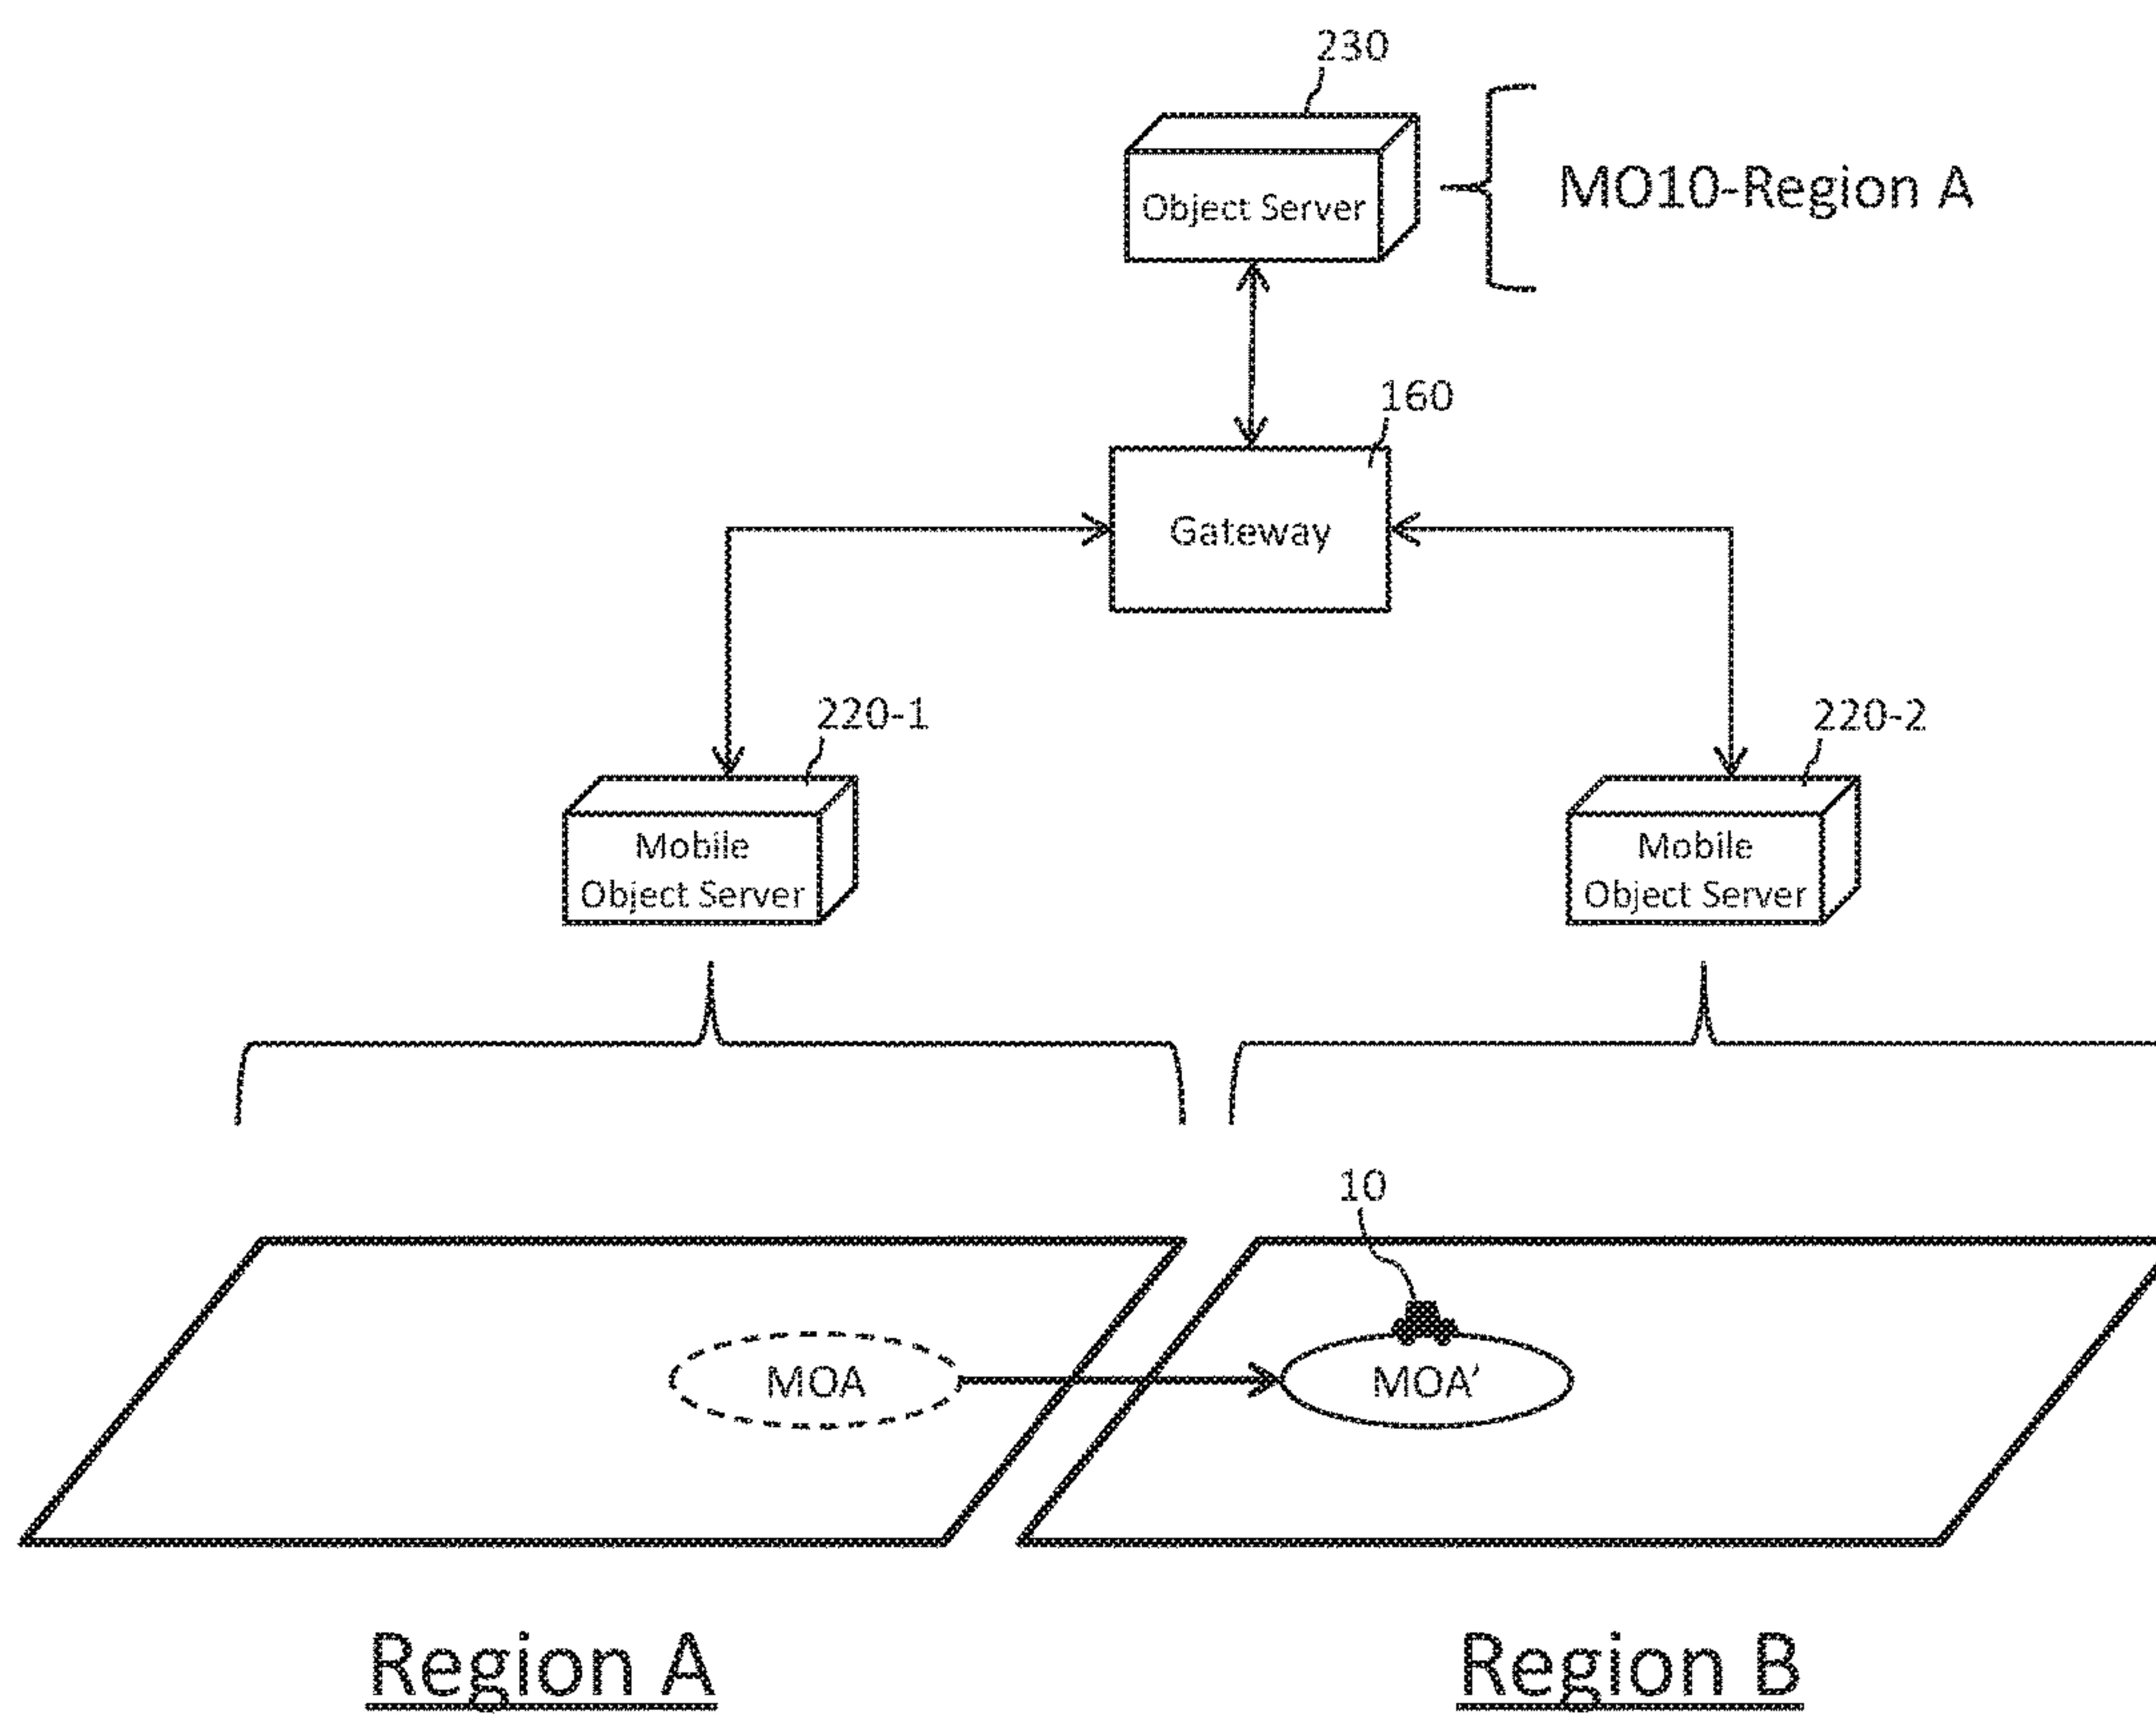 230
Object Server
MO10-Region A
160
Gateway
220-1
220-2
Mobile
Object Server
Mobile
Object Server
10
MOA
MOA'
Region A
Region B